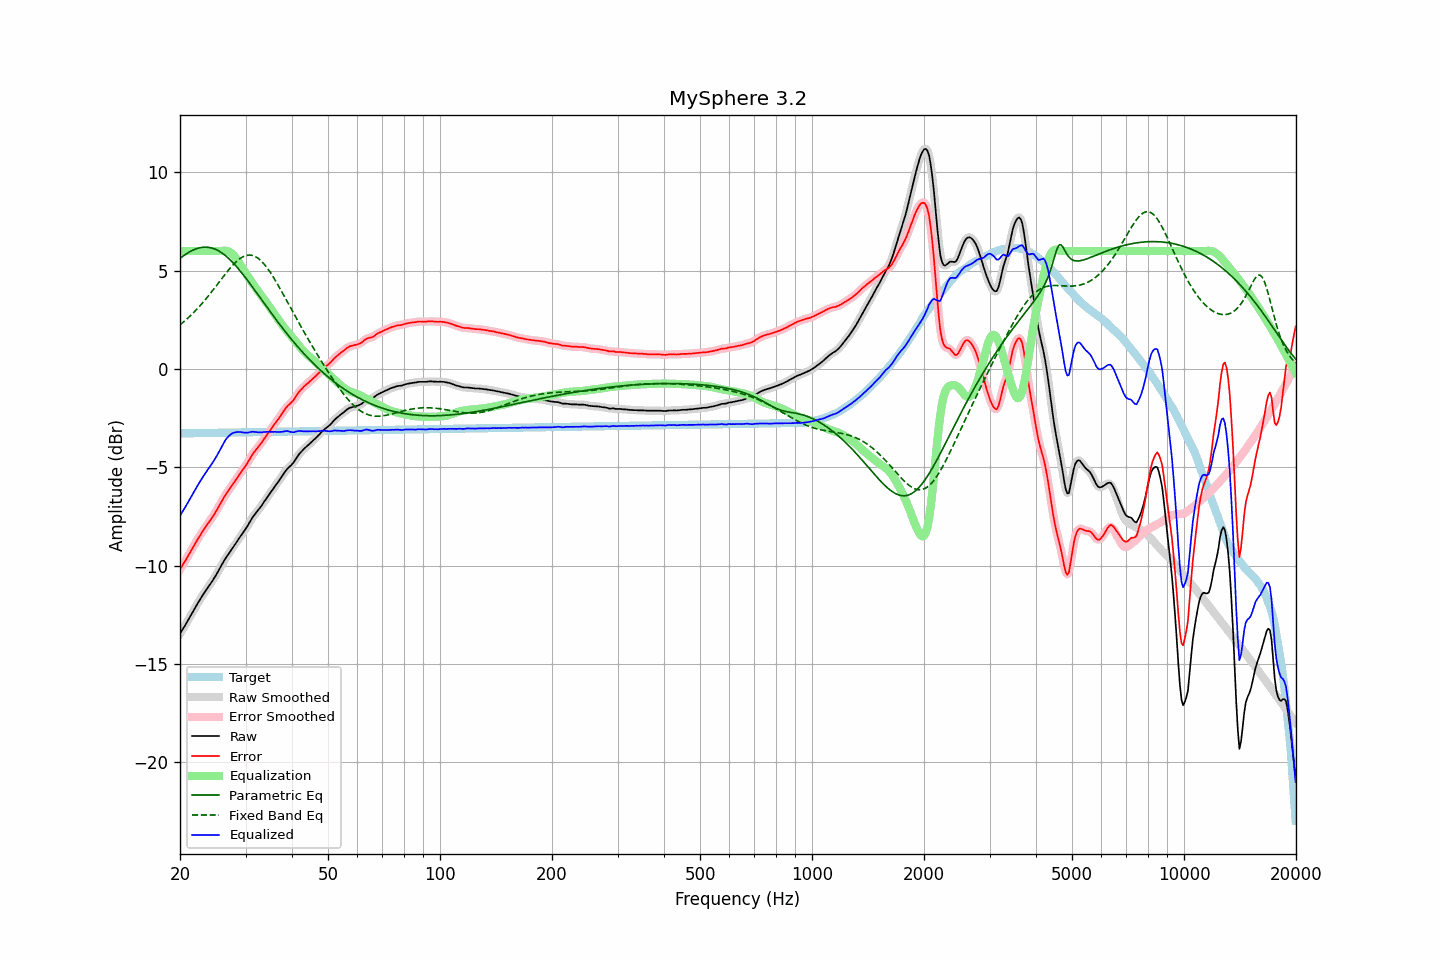 MySphere 3.2
Amplitude (dBr)
10
5
0
−5
−10
−15
−20
Target
Raw Smoothed
Error Smoothed
Raw
Error
Equalization
Parametric Eq
Fixed Band Eq
Equalized
20
50
100
200
500
1000
2000
5000
10000
20000
Frequency (Hz)